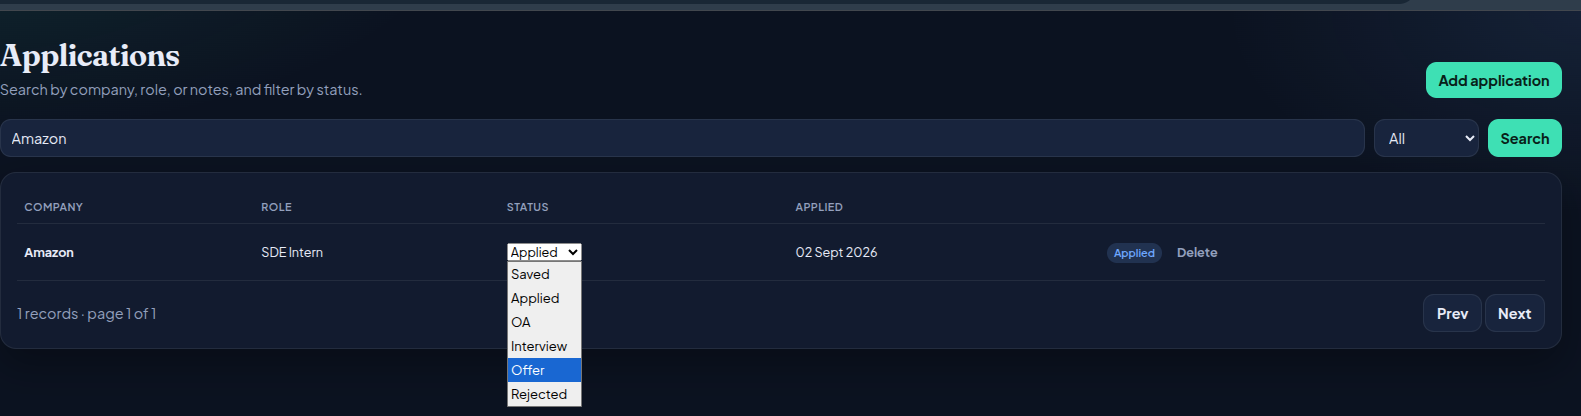 Applications
Search by company, role, or notes, and filter by status.
Add application
Amazon
All
Search
COMPANY ROLE STATUS APPLIED
Amazon SDE Intern Applied 02 Sept 2026 Applied Delete
Saved
Applied
OA
Interview
Offer
Rejected
1 records · page 1 of 1
Prev Next